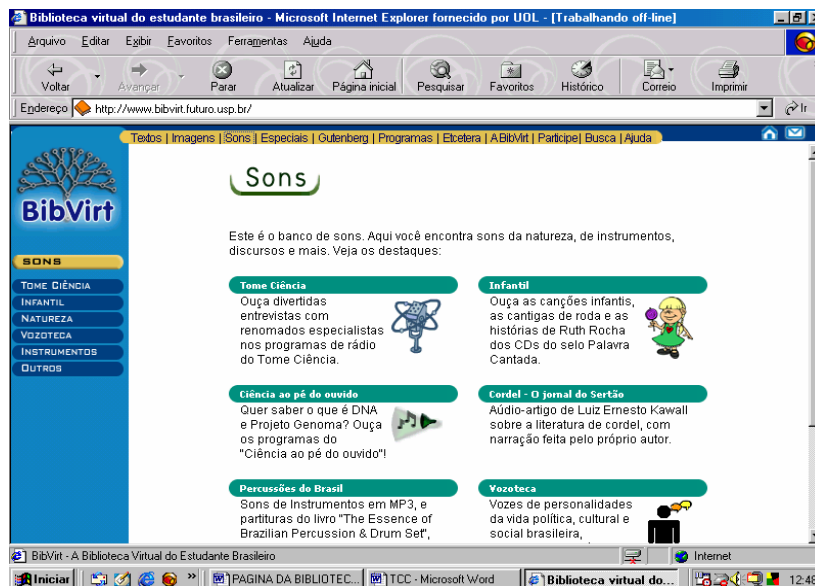 Biblioteca virtual do estudante brasileiro - Microsoft Internet Explorer fornecido por UOL - [Trabalhando off-line]
Arquivo Editar Exibir Favoritos Ferramentas Ajuda
Voltar Avançar Parar Atualizar Página inicial Pesquisar Favoritos Histórico Correio Imprimir
Endereço http://www.bibvirt.futuro.usp.br/ Ir
Textos | Imagens | Sons | Especiais | Gutenberg | Programas | Etcetera | A BibVirt | Participe | Busca | Ajuda
BibVirt
SONS
TOME CIÊNCIA
INFANTIL
NATUREZA
VOZOTECA
INSTRUMENTOS
OUTROS
Sons
Este é o banco de sons. Aqui você encontra sons da natureza, de instrumentos,
discursos e mais. Veja os destaques:
Tome Ciência
Ouça divertidas
entrevistas com
renomados especialistas
nos programas de rádio
do Tome Ciência.
Infantil
Ouça as canções infantis,
as cantigas de roda e as
histórias de Ruth Rocha
dos CDs do selo Palavra
Cantada.
Ciência ao pé do ouvido
Quer saber o que é DNA
e Projeto Genoma? Ouça
os programas do
"Ciência ao pé do ouvido"!
Cordel - O jornal do Sertão
Aúdio-artigo de Luiz Ernesto Kawall
sobre a literatura de cordel, com
narração feita pelo próprio autor.
Percussões do Brasil
Sons de Instrumentos em MP3, e
partituras do livro "The Essence of
Brazilian Percussion & Drum Set",
Vozoteca
Vozes de personalidades
da vida política, cultural e
social brasileira,
BibVirt - A Biblioteca Virtual do Estudante Brasileiro Internet
Iniciar » PAGINA DA BIBLIOTEC... TCC - Microsoft Word Biblioteca virtual do... 12:48